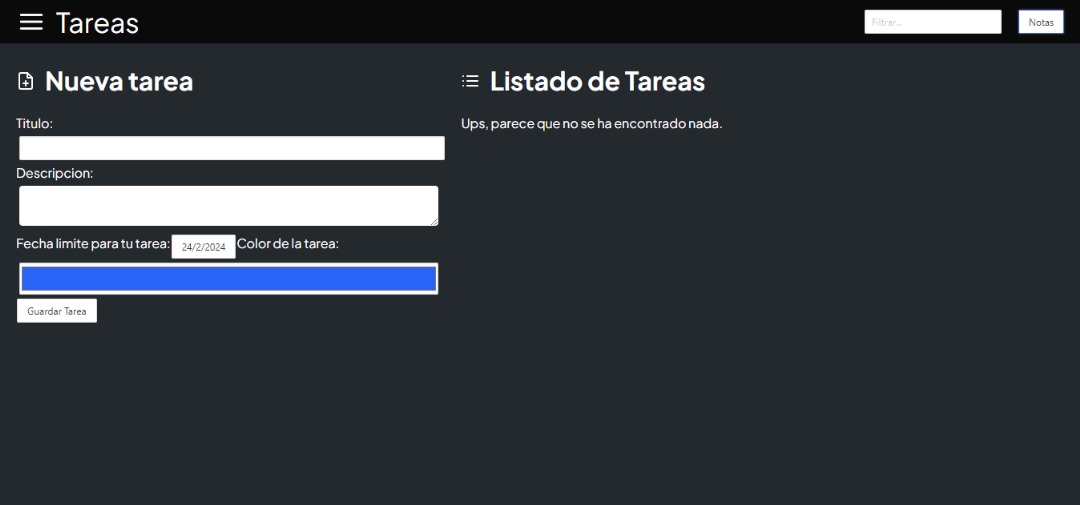 Tareas
Filtrar...
Notas
Nueva tarea
Titulo:
Descripcion:
Fecha limite para tu tarea: 24/2/2024 Color de la tarea:
Guardar Tarea
Listado de Tareas
Ups, parece que no se ha encontrado nada.